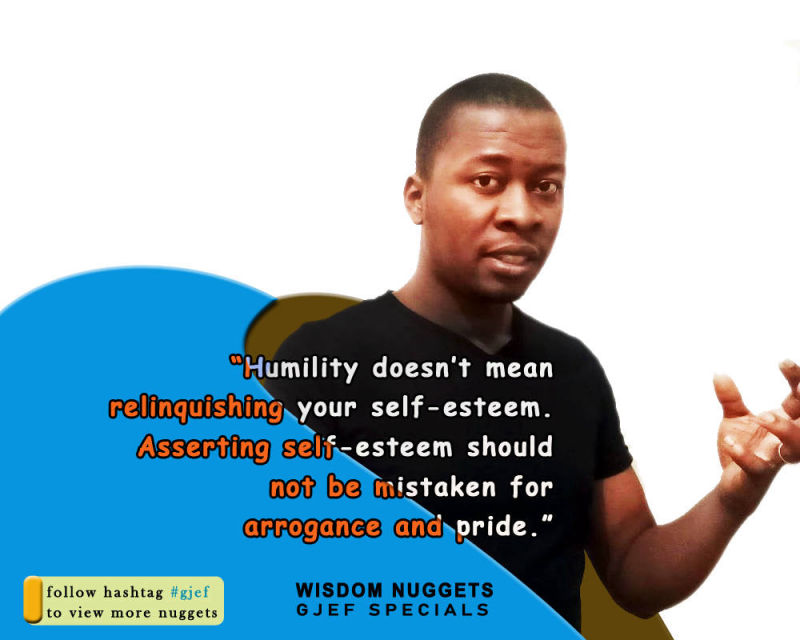 “Humility doesn't mean
relinquishing your self-esteem.
Asserting self-esteem should
not be mistaken for
arrogance and pride.”
follow hashtag #gjef
to view more nuggets
WISDOM NUGGETS
GJEF SPECIALS